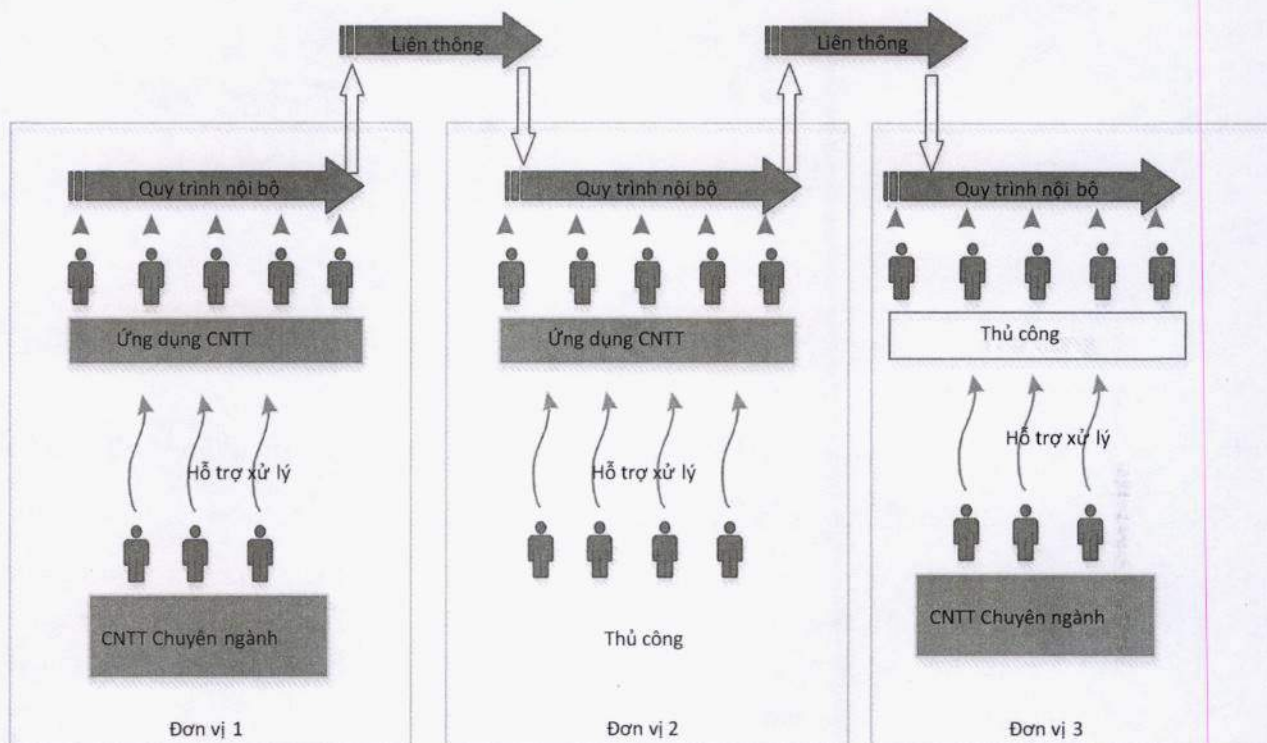 Liên thông
Liên thông
Quy trình nội bộ
Quy trình nội bộ
Quy trình nội bộ
Ứng dụng CNTT
Ứng dụng CNTT
Thủ công
Hỗ trợ xử lý
Hỗ trợ xử lý
Hỗ trợ xử lý
CNTT Chuyên ngành
Thủ công
CNTT Chuyên ngành
Đơn vị 1
Đơn vị 2
Đơn vị 3